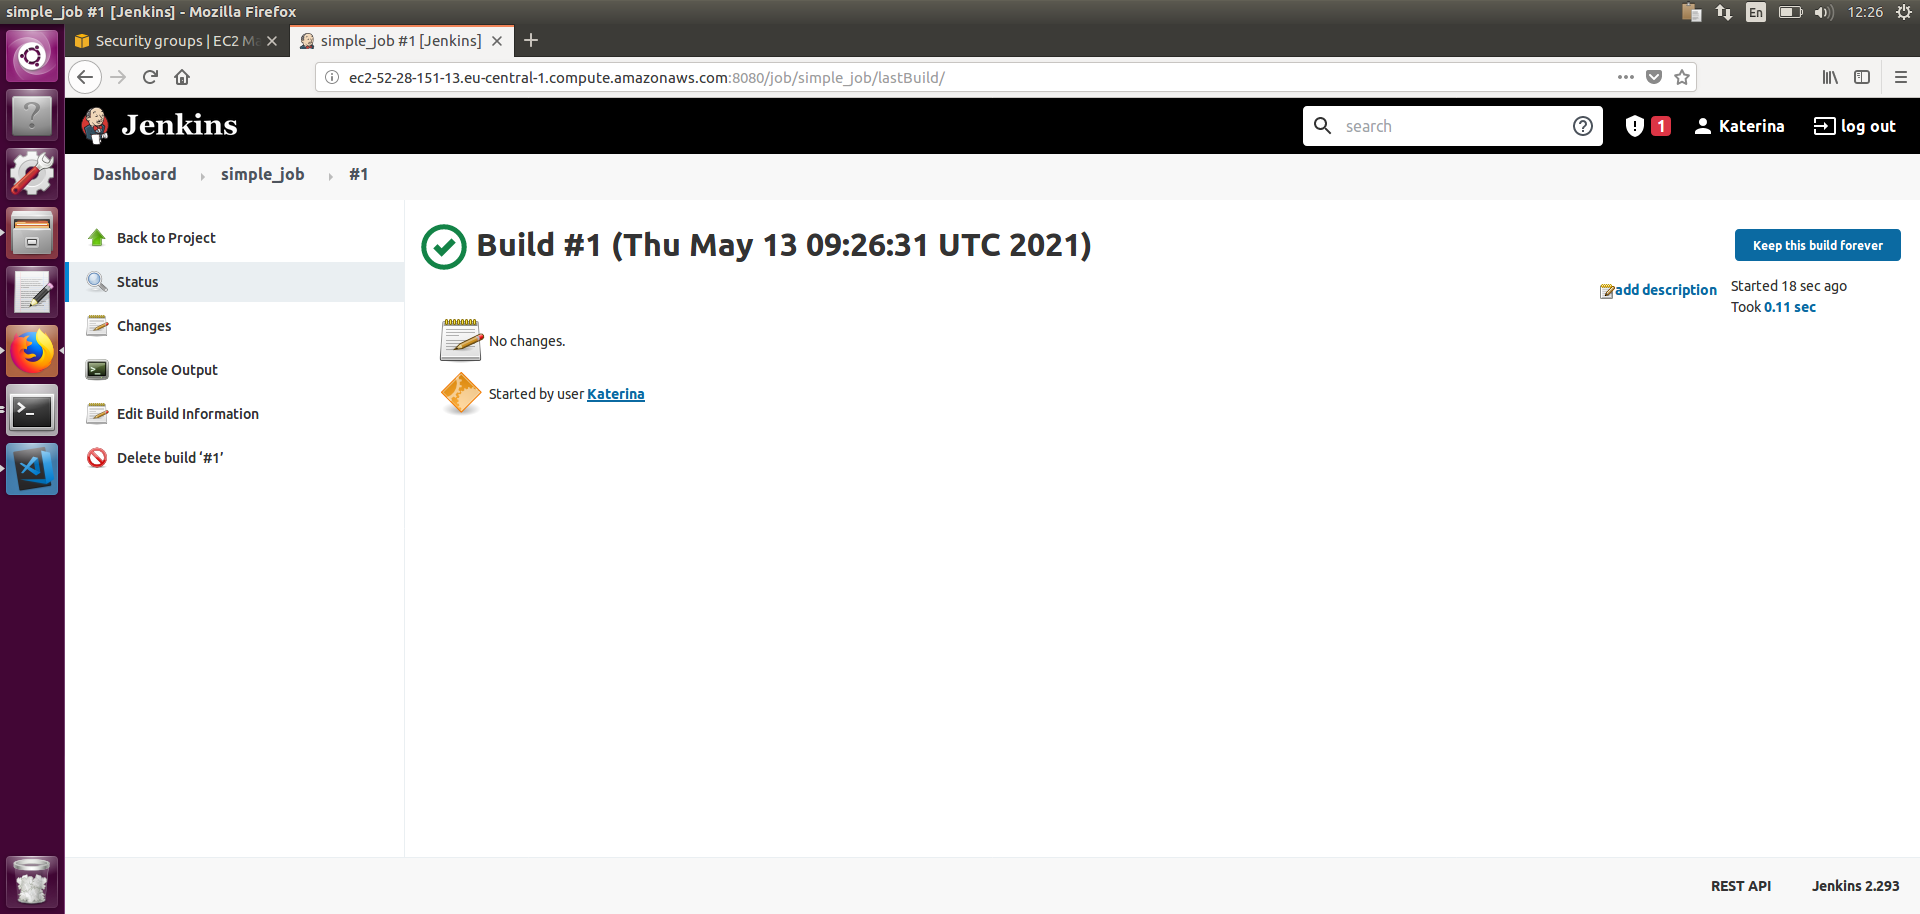 simple_job #1 [Jenkins] - Mozilla Firefox
En
12:26
Security groups | EC2 Ma
simple_job #1 [Jenkins]
ec2-52-28-151-13.eu-central-1.compute.amazonaws.com:8080/job/simple_job/lastBuild/
Jenkins
search
1
Katerina
log out
Dashboard
simple_job
#1
Back to Project
Status
Changes
Console Output
Edit Build Information
Delete build ‘#1’
Build #1 (Thu May 13 09:26:31 UTC 2021)
Keep this build forever
add description
Started 18 sec ago
Took 0.11 sec
No changes.
Started by user Katerina
REST API
Jenkins 2.293